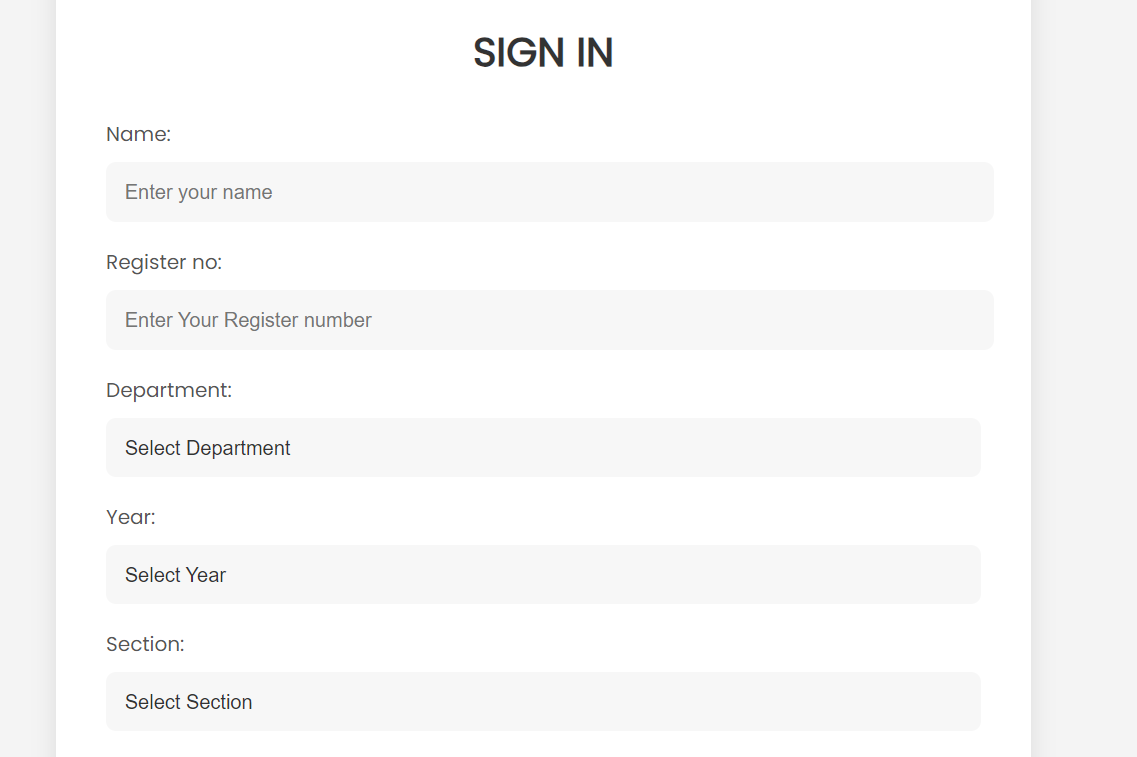 SIGN IN
Name:
Enter your name
Register no:
Enter Your Register number
Department:
Select Department
Year:
Select Year
Section:
Select Section